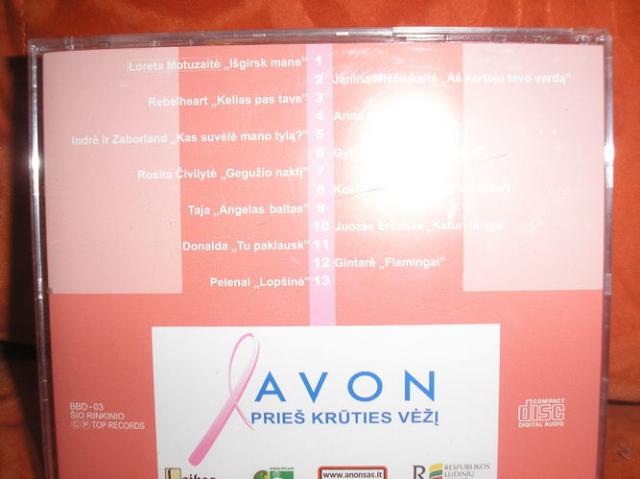 Loreta Motuzaitė „Išgirsk mane" 1
2 Janina Miščiukaitė „Aš kartoju tavo vardą"
Rebelheart „Kelias pas tave" 3
4 Arina
Indrė ir Zaborland „Kas suvėlė mano tylą?" 5
6
Rosita Čivilytė „Gegužio naktį" 7
8
Taja „Angelas baltas" 9
10 Juozas Erlickas „Keturi langai"
Donalda „Tu paklausk" 11
12 Gintarė „Flamingai"
Pelenai „Lopšinė" 13
AVON
PRIEŠ KRŪTIES VĖŽĮ
BBD - 03
ŠIO RINKINIO
© ℗ TOP RECORDS
COMPACT
disc
DIGITAL AUDIO
www.anonsas.lt
R
RESPUBLIKOS
LEIDINIŲ